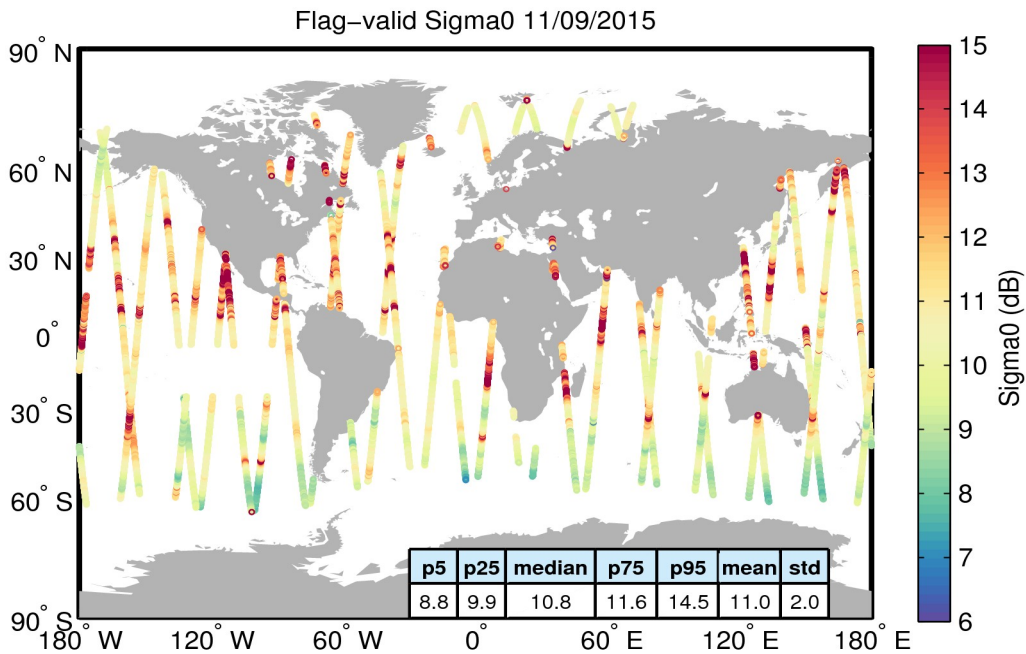 Flag−valid Sigma0 11/09/2015
90° N
60° N
30° N
0°
30° S
60° S
90° S
180° W
120° W
60° W
0°
60° E
120° E
180° E
p5 p25 median p75 p95 mean std
8.8 9.9 10.8 11.6 14.5 11.0 2.0
15
14
13
12
11
10
9
8
7
6
Sigma0 (dB)